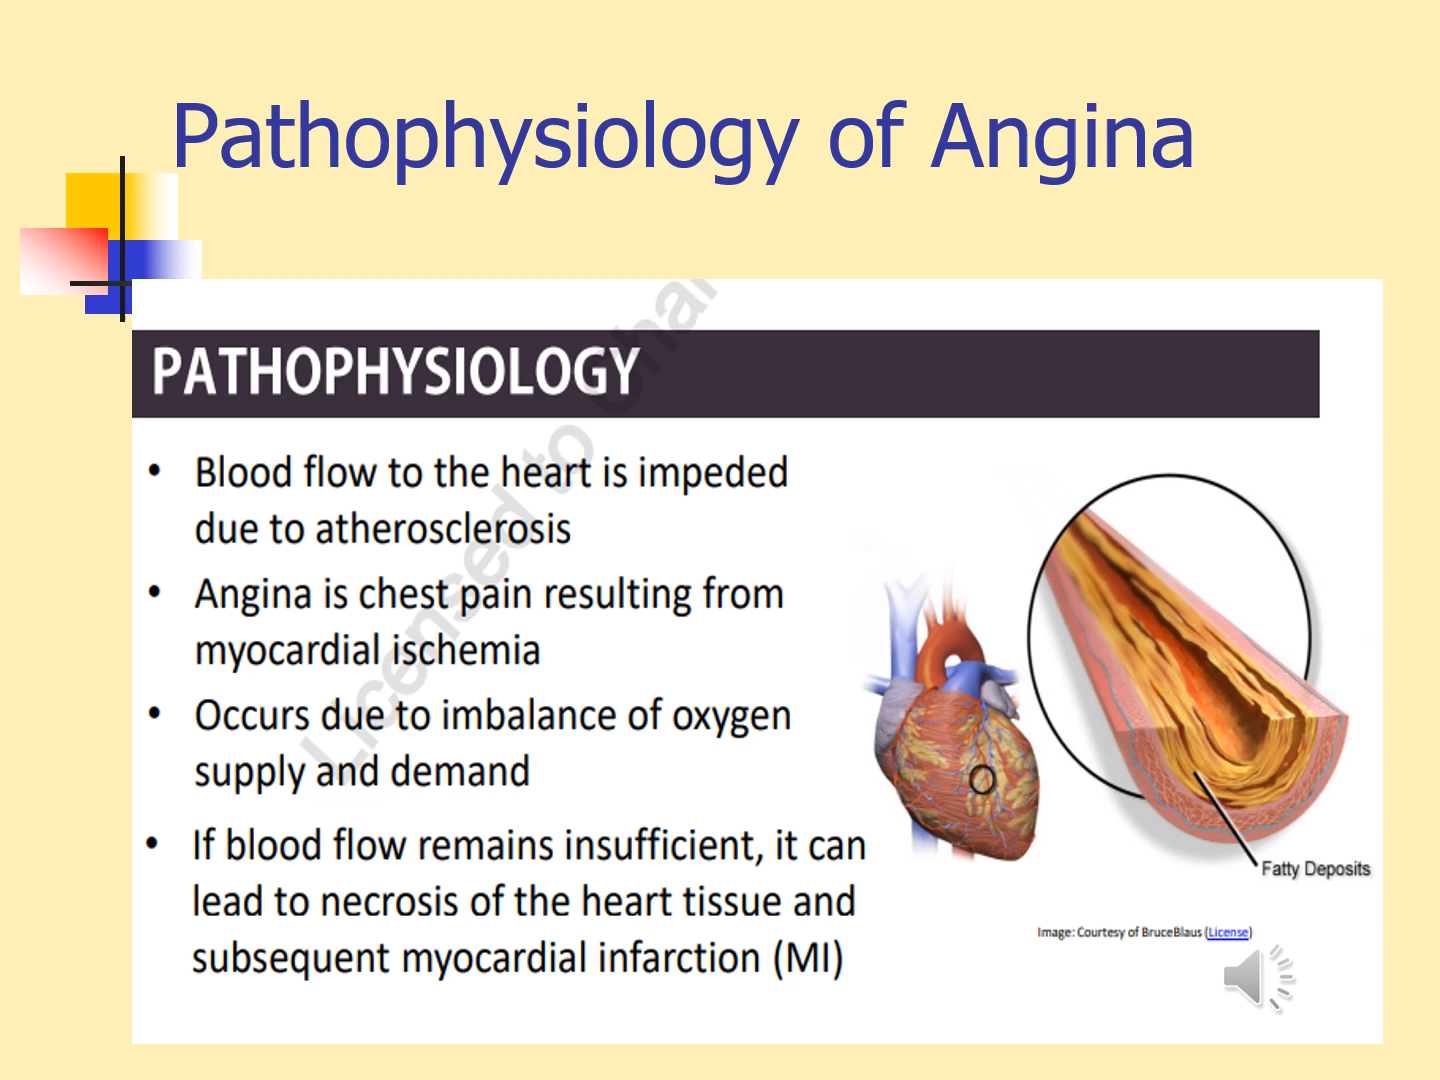 Pathophysiology of Angina
PATHOPHYSIOLOGY
• Blood flow to the heart is impeded
due to atherosclerosis
• Angina is chest pain resulting from
myocardial ischemia
• Occurs due to imbalance of oxygen
supply and demand
• If blood flow remains insufficient, it can
lead to necrosis of the heart tissue and
subsequent myocardial infarction (MI)
Fatty Deposits
Image: Courtesy of BruceBlaus (License)
Licensed to